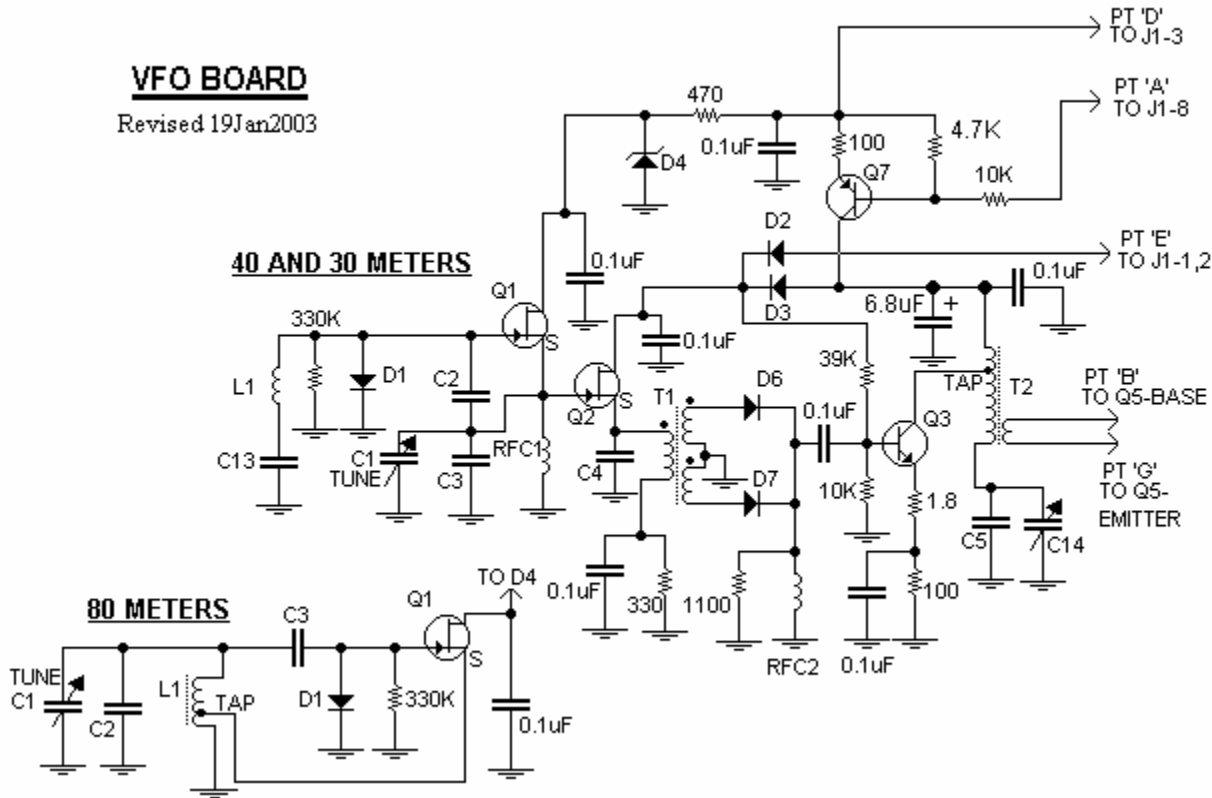 VFO BOARD
Revised 19Jan2003
PT 'D'
TO J1-3
PT 'A'
TO J1-8
470
0.1uF
100
4.7K
D4
Q7
10K
D2
PT 'E'
TO J1-1,2
40 AND 30 METERS
0.1uF
D3
0.1uF
6.8uF +
Q1
330K
S
0.1uF
39K
L1
D1
C2
Q2
S
T1
D6
0.1uF
Q3
TAP
T2
PT 'B'
TO Q5-BASE
C13
C1
TUNE
C3
RFC1
C4
D7
10K
1.8
C5
C14
PT 'G'
TO Q5-
EMITTER
0.1uF
330
1100
RFC2
0.1uF
100
80 METERS
TO D4
C3
Q1
S
TUNE
C1
C2
L1
TAP
D1
330K
0.1uF